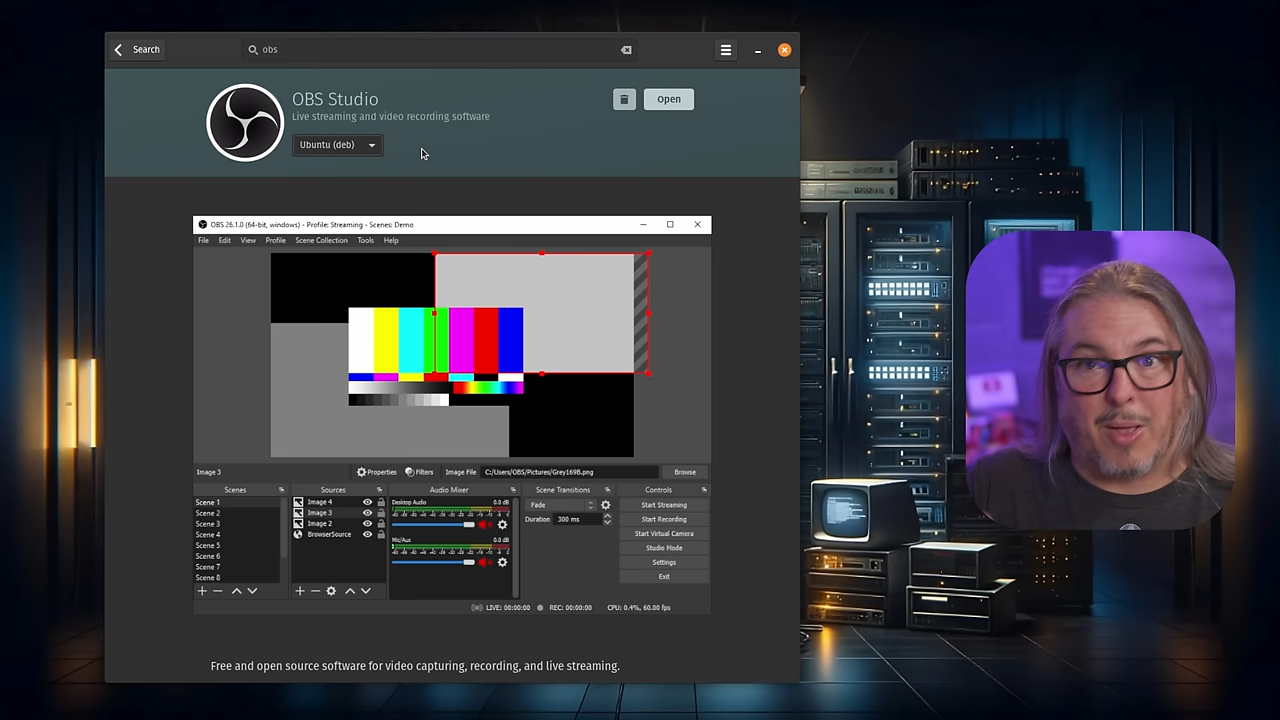 Search
obs
OBS Studio
Live streaming and video recording software
Open
Ubuntu (deb)
OBS 26.1.0 (64-bit, windows) - Profile: Streaming - Scenes: Demo
File Edit View Profile Scene Collection Tools Help
Image 3
Properties Filters Image File C:/Users/OBS/Pictures/Grey169B.png Browse
Scenes Sources Audio Mixer Scene Transitions Controls
Scene 1
Scene 2
Scene 3
Scene 4
Scene 5
Scene 6
Scene 7
Scene 8
Image 4
Image 3
Image 2
BrowserSource
Desktop Audio 0.0 dB
Mic/Aux 0.0 dB
Fade
Duration 300 ms
Start Streaming
Start Recording
Start Virtual Camera
Studio Mode
Settings
Exit
LIVE: 00:00:00 REC: 00:00:00 CPU: 0.4%, 60.00 fps
Free and open source software for video capturing, recording, and live streaming.